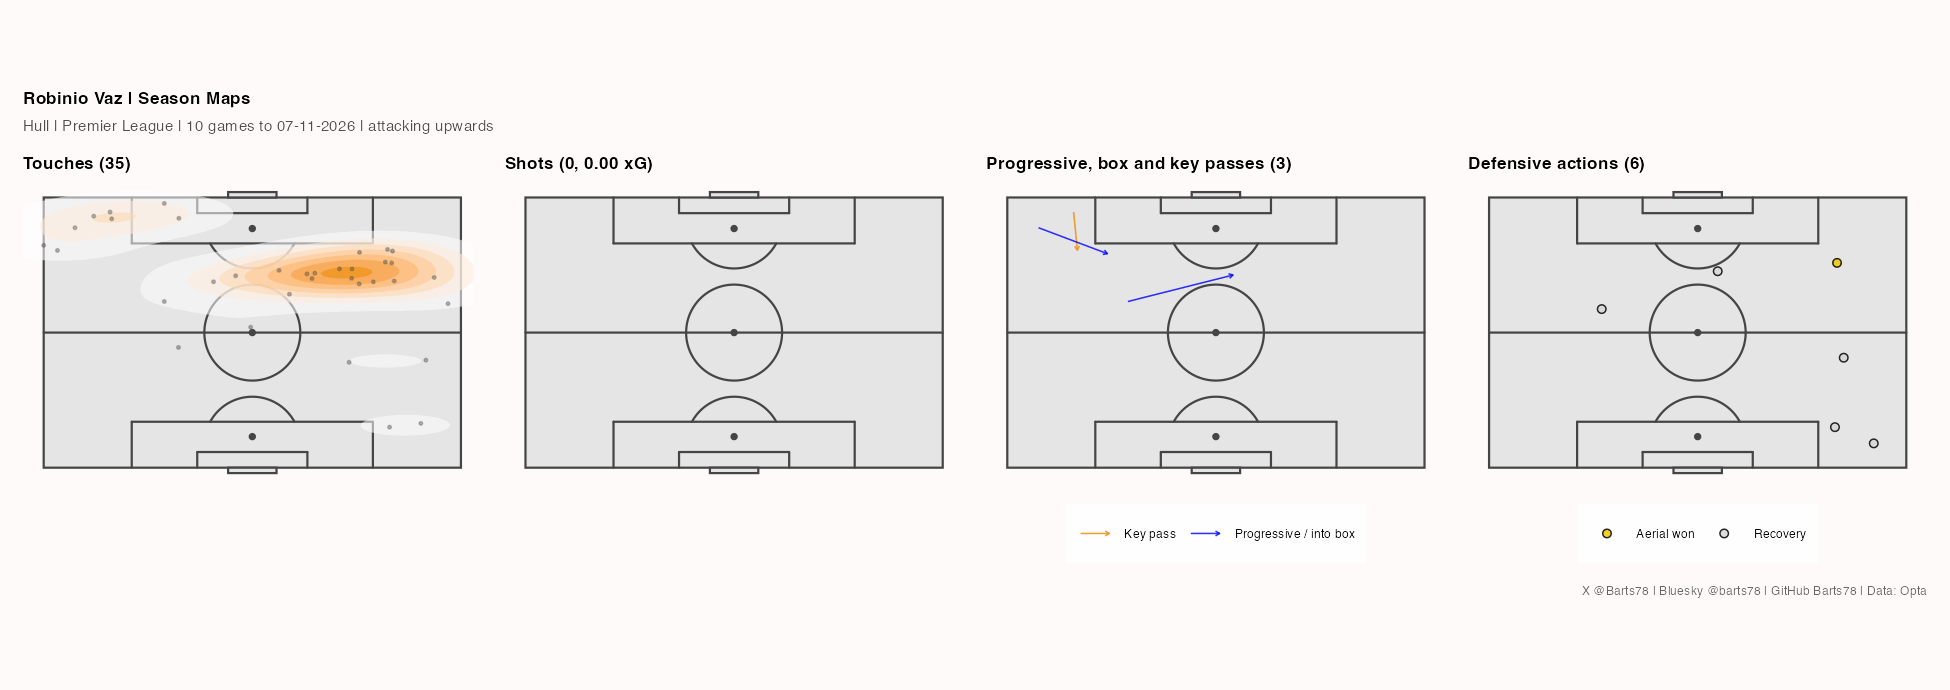 Robinio Vaz | Season Maps
Hull | Premier League | 10 games to 07-11-2026 | attacking upwards
Touches (35)
Shots (0, 0.00 xG)
Progressive, box and key passes (3)
Defensive actions (6)
Key pass
Progressive / into box
Aerial won
Recovery
X @Barts78 | Bluesky @barts78 | GitHub Barts78 | Data: Opta